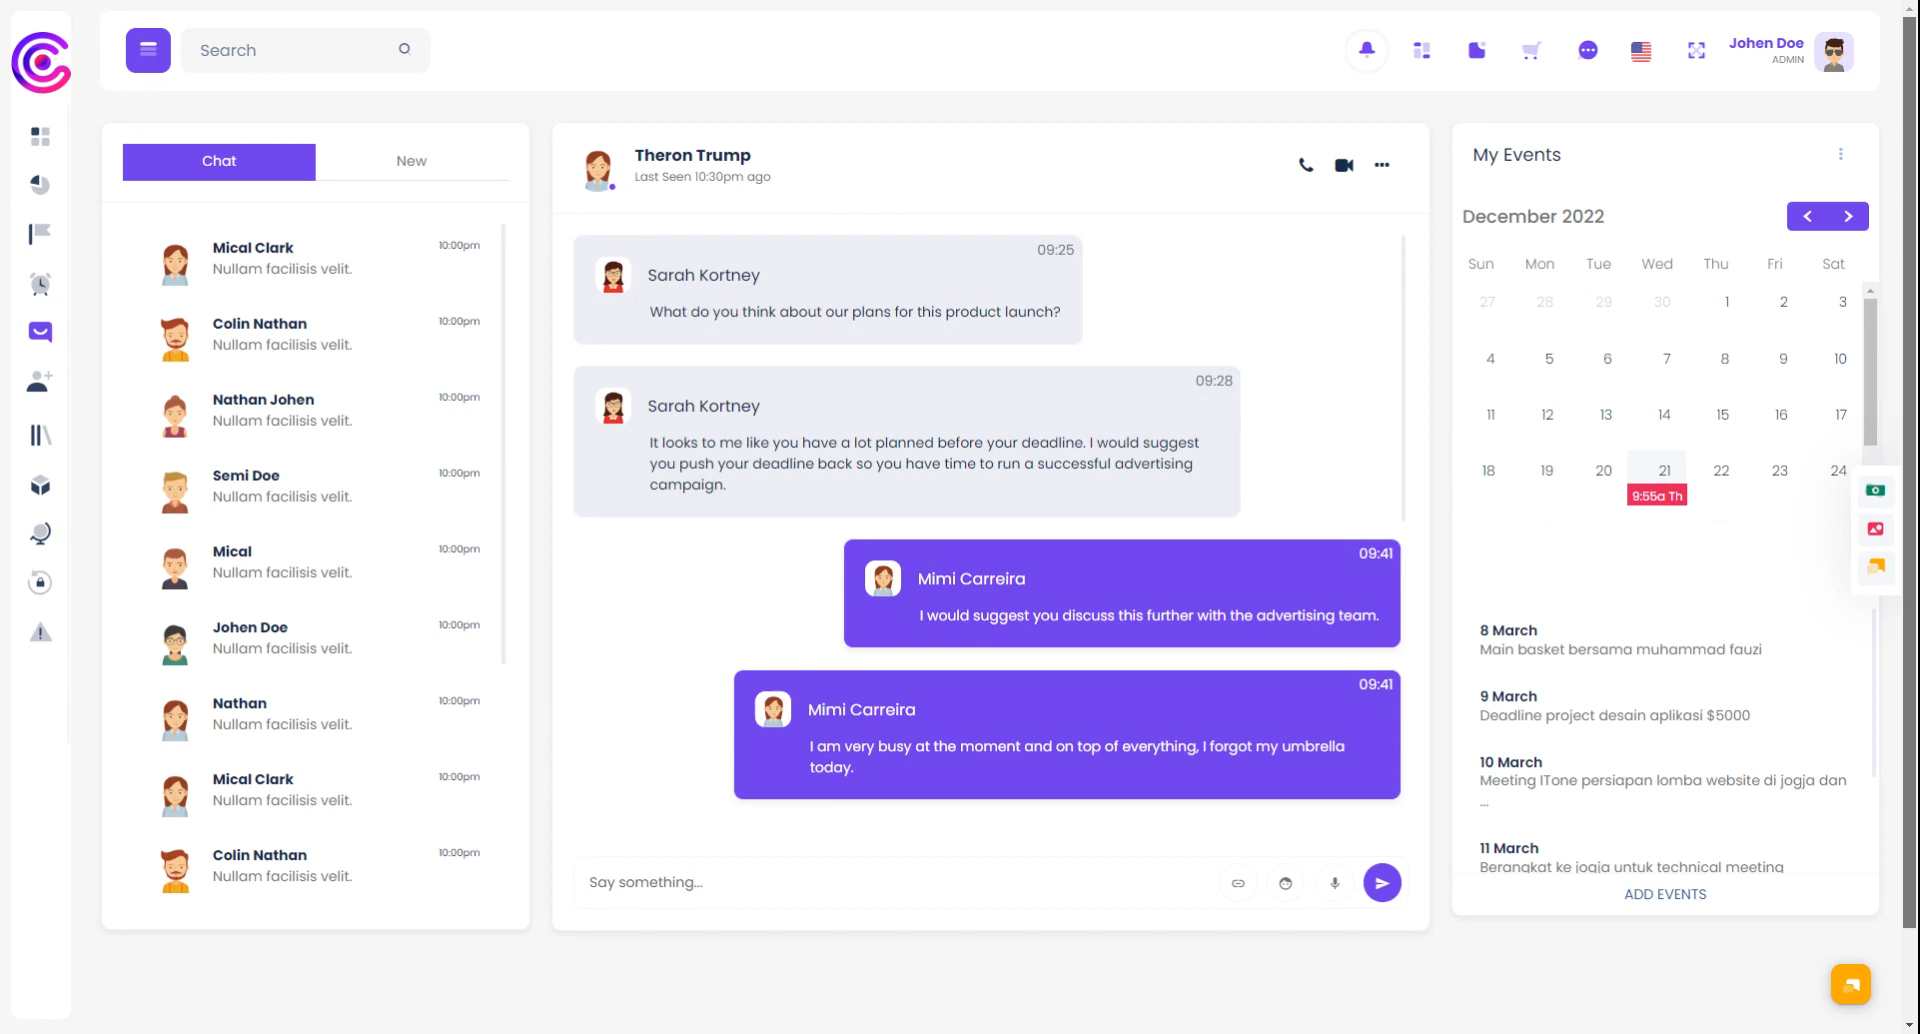 Search
Johen Doe
ADMIN
Chat
New
Mical Clark
10:00pm
Nullam facilisis velit.
Colin Nathan
10:00pm
Nullam facilisis velit.
Nathan Johen
10:00pm
Nullam facilisis velit.
Semi Doe
10:00pm
Nullam facilisis velit.
Mical
10:00pm
Nullam facilisis velit.
Johen Doe
10:00pm
Nullam facilisis velit.
Nathan
10:00pm
Nullam facilisis velit.
Mical Clark
10:00pm
Nullam facilisis velit.
Colin Nathan
10:00pm
Nullam facilisis velit.
Theron Trump
Last Seen 10:30pm ago
09:25
Sarah Kortney
What do you think about our plans for this product launch?
09:28
Sarah Kortney
It looks to me like you have a lot planned before your deadline. I would suggest
you push your deadline back so you have time to run a successful advertising
campaign.
09:41
Mimi Carreira
I would suggest you discuss this further with the advertising team.
09:41
Mimi Carreira
I am very busy at the moment and on top of everything, I forgot my umbrella
today.
Say something...
My Events
December 2022
Sun Mon Tue Wed Thu Fri Sat
27 28 29 30 1 2 3
4 5 6 7 8 9 10
11 12 13 14 15 16 17
18 19 20 21 22 23 24
9:55a Th
8 March
Main basket bersama muhammad fauzi
9 March
Deadline project desain aplikasi $5000
10 March
Meeting ITone persiapan lomba website di jogja dan
...
11 March
Berangkat ke jogja untuk technical meeting
ADD EVENTS